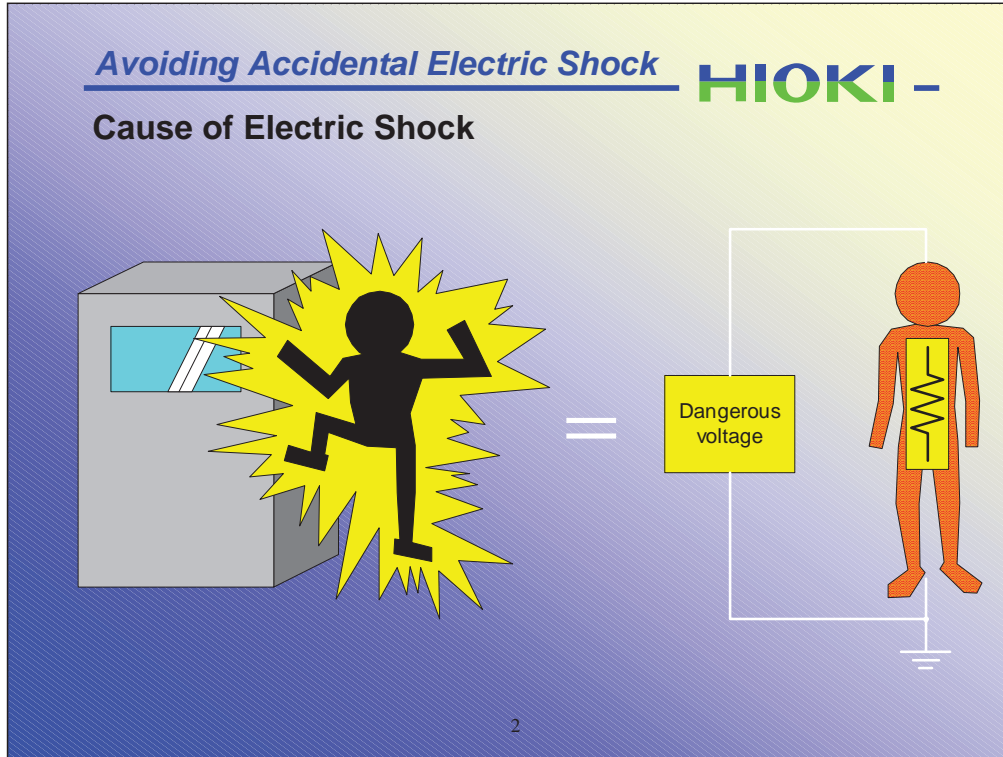 Avoiding Accidental Electric Shock
HIOKI
Cause of Electric Shock
Dangerous
voltage
2